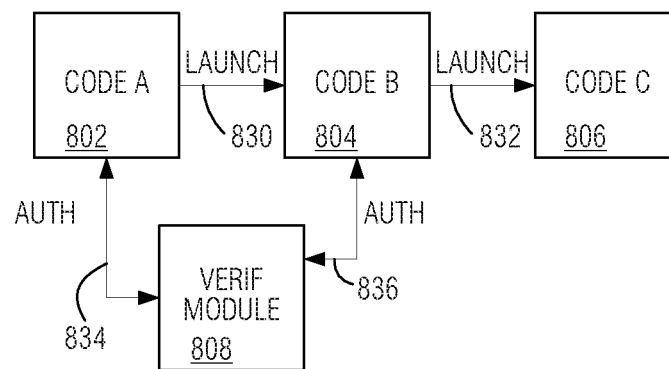 CODE A
802
LAUNCH
830
CODE B
804
LAUNCH
832
CODE C
806
AUTH
834
VERIF
MODULE
808
AUTH
836